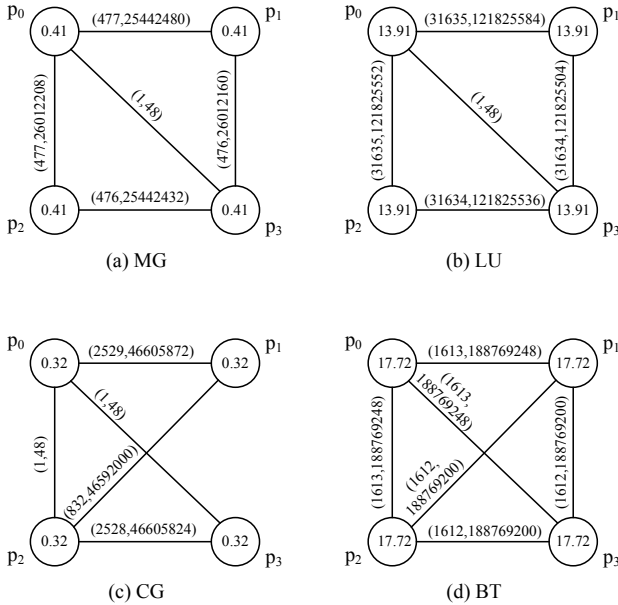 p0 0.41 (477,25442480) 0.41 p1
(477,26012208) (1,48) (476,26012160)
p2 0.41 (476,25442432) 0.41 p3
(a) MG
p0 13.91 (31635,121825584) 13.91 p1
(31635,121825552) (1,48) (31634,121825504)
p2 13.91 (31634,121825536) 13.91 p3
(b) LU
p0 0.32 (2529,46605872) 0.32 p1
(1,48) (1,48)
(832,46592000)
p2 0.32 (2528,46605824) 0.32 p3
(c) CG
p0 17.72 (1613,188769248) 17.72 p1
(1613,188769248)
(1613,
188769248)
(1612,
188769200)
(1612,188769200)
p2 17.72 (1612,188769200) 17.72 p3
(d) BT